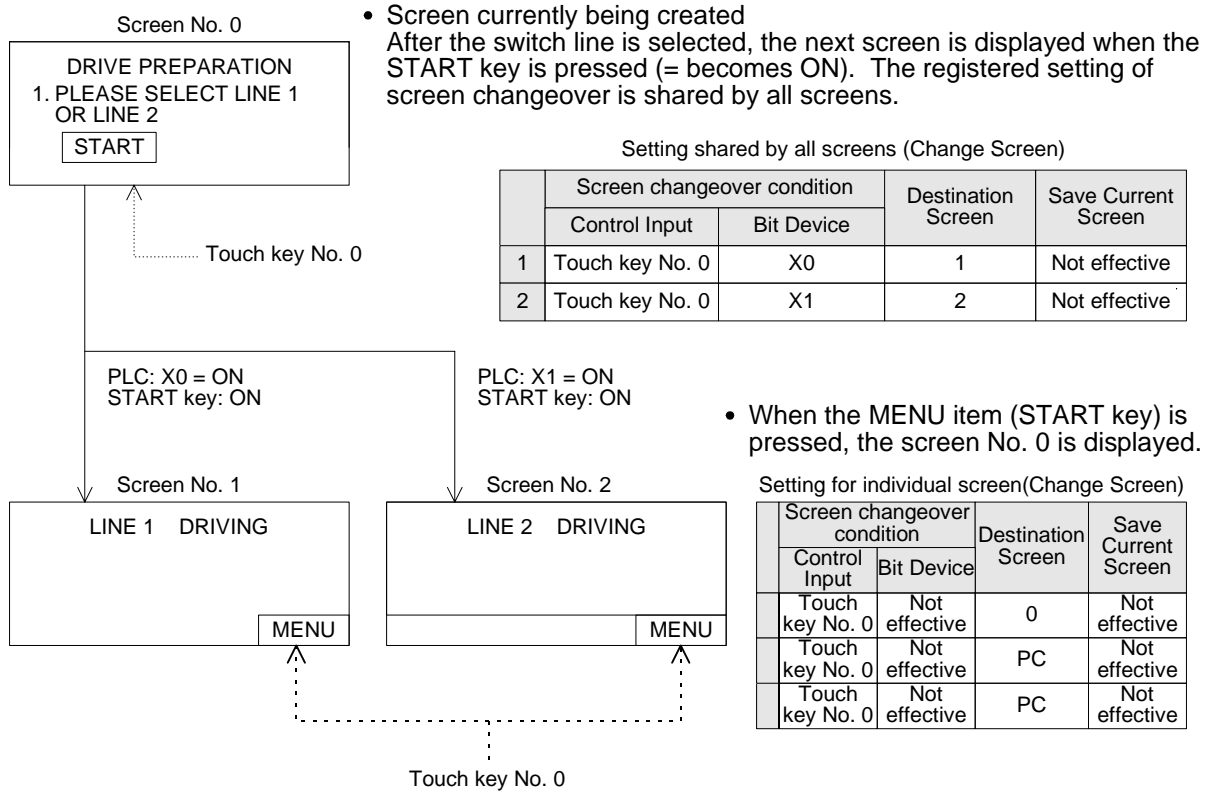 Screen No. 0
DRIVE PREPARATION
1. PLEASE SELECT LINE 1
OR LINE 2
START
Touch key No. 0
• Screen currently being created
After the switch line is selected, the next screen is displayed when the
START key is pressed (= becomes ON). The registered setting of
screen changeover is shared by all screens.
Setting shared by all screens (Change Screen)
Screen changeover condition
Destination
Screen
Save Current
Screen
Control Input
Bit Device
1 Touch key No. 0 X0 1 Not effective
2 Touch key No. 0 X1 2 Not effective
PLC: X0 = ON
START key: ON
PLC: X1 = ON
START key: ON
Screen No. 1
LINE 1 DRIVING
MENU
Screen No. 2
LINE 2 DRIVING
MENU
Touch key No. 0
• When the MENU item (START key) is
pressed, the screen No. 0 is displayed.
Setting for individual screen(Change Screen)
Screen changeover
condition
Destination
Screen
Save
Current
Screen
Control
Input
Bit Device
Touch
key No. 0
Not
effective
0
Not
effective
Touch
key No. 0
Not
effective
PC
Not
effective
Touch
key No. 0
Not
effective
PC
Not
effective